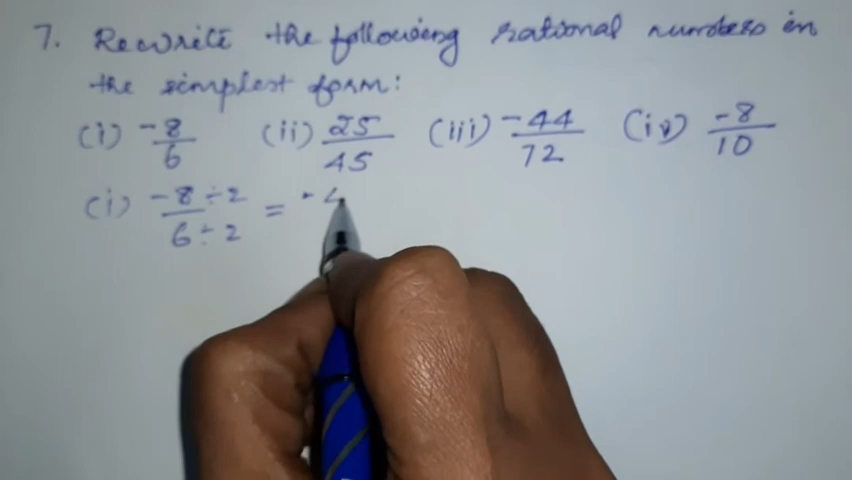 7. Rewrite the following rational numbers in
the simplest form:
(i) -8/6 (ii) 25/45 (iii) -44/72 (iv) -8/10
(i) -8÷2/6÷2 = -4